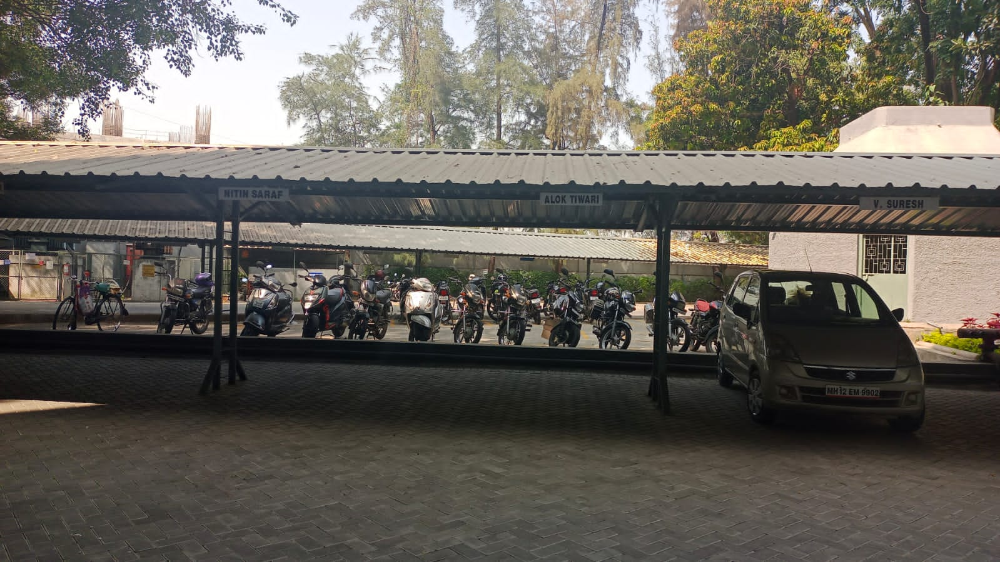 NITIN SARAF
ALOK TIWARI
V. SURESH
MH12 EM 9902